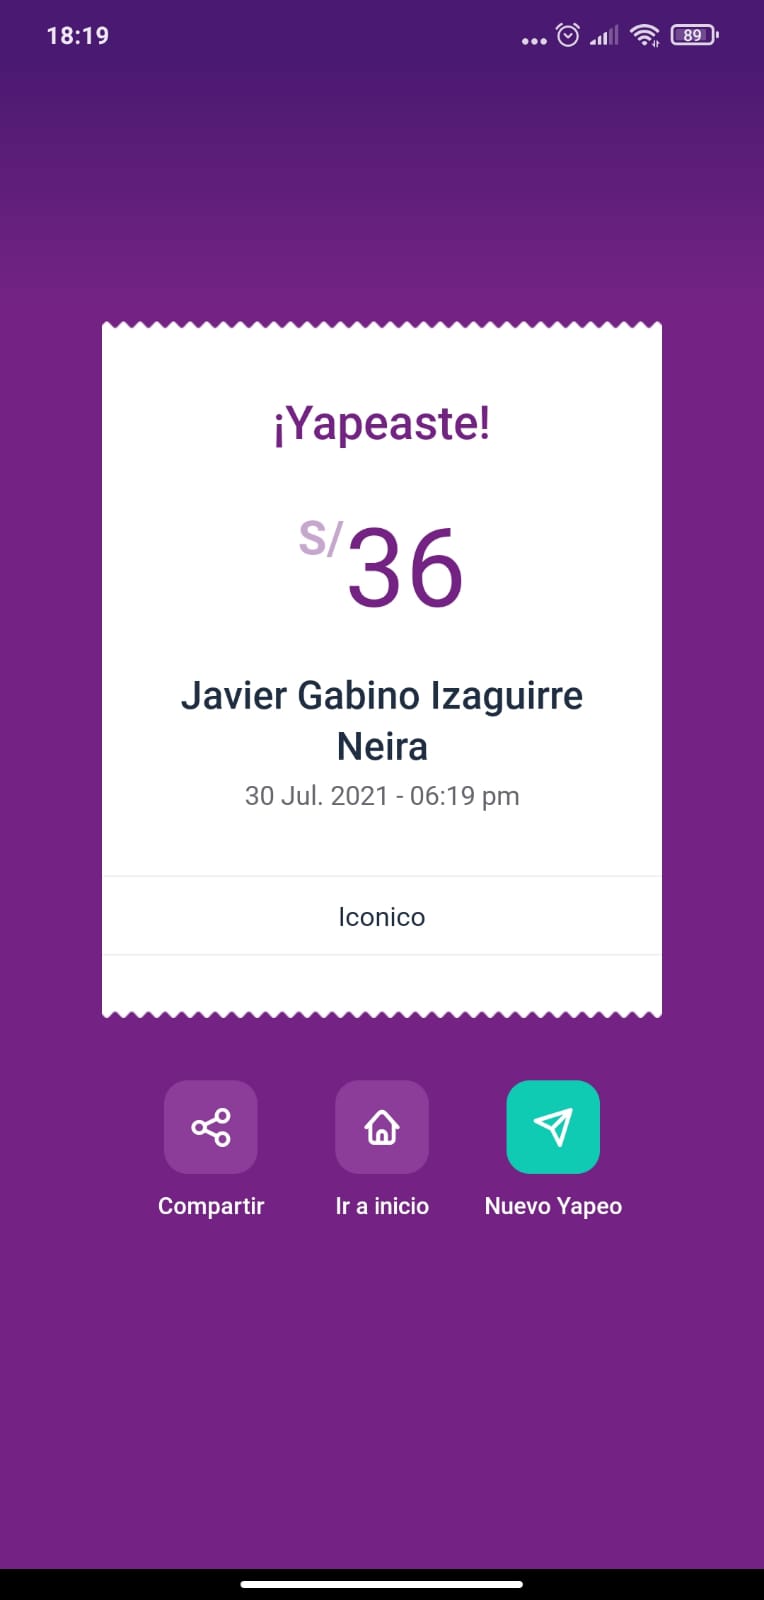 18:19
89
¡Yapeaste!
S/36
Javier Gabino Izaguirre
Neira
30 Jul. 2021 - 06:19 pm
Iconico
Compartir
Ir a inicio
Nuevo Yapeo